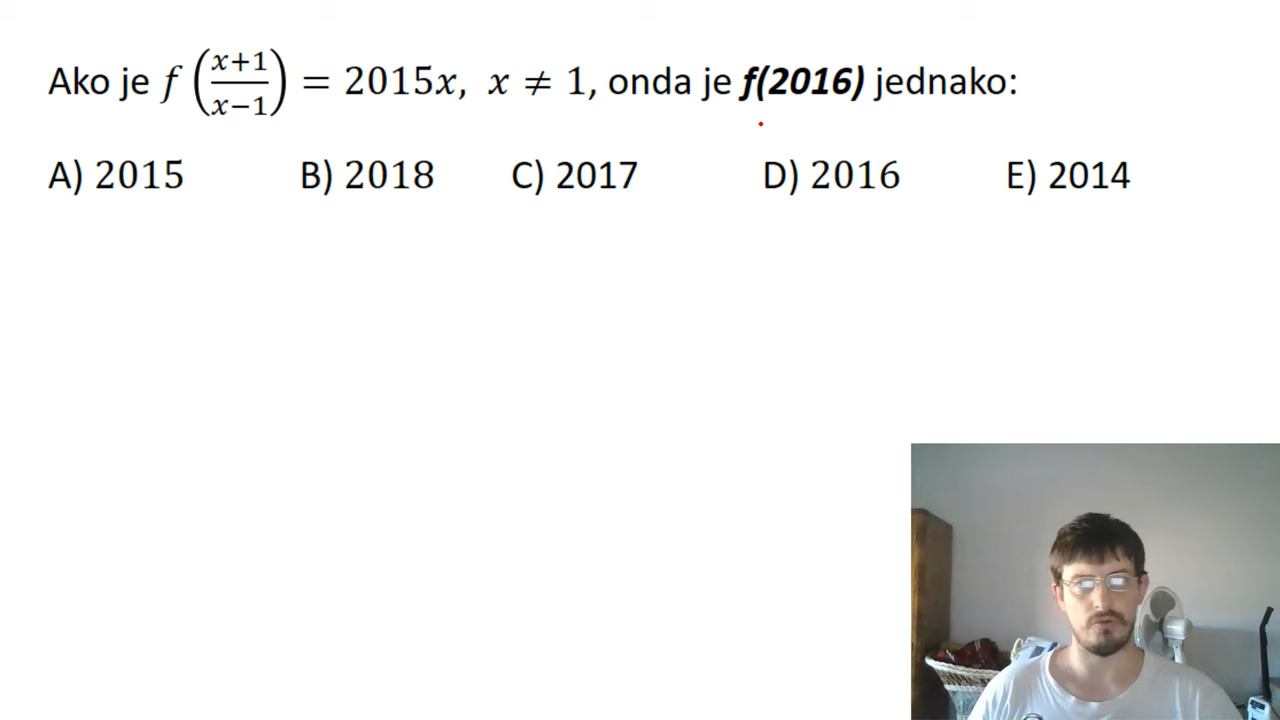 Ako je f((x+1)/(x−1)) = 2015x, x ≠ 1, onda je f(2016) jednako:
A) 2015 B) 2018 C) 2017 D) 2016 E) 2014